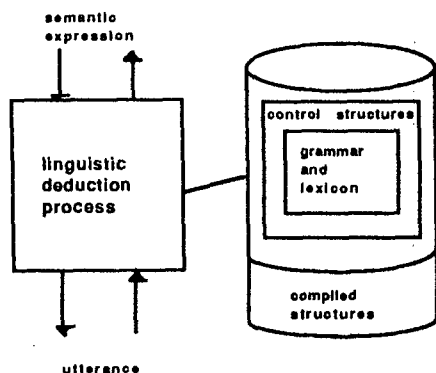 semantic
expression
linguistic
deduction
process
control structures
grammar
and
lexicon
compiled
structures
utterance